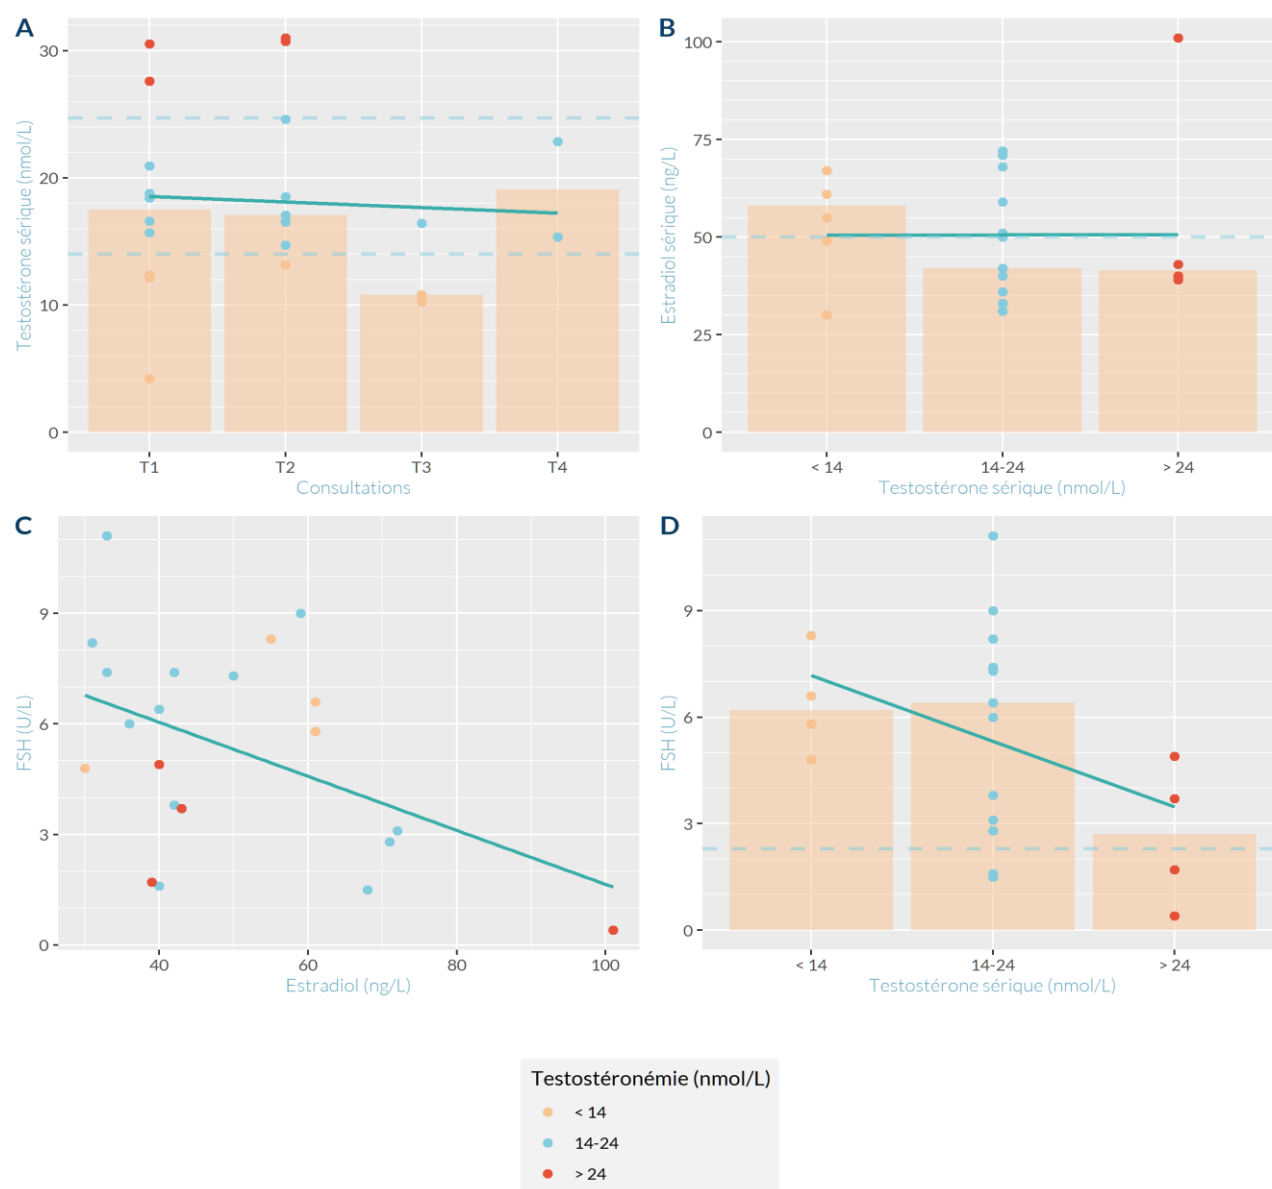 A
Testostérone sérique (nmol/L)
30
20
10
0
T1 T2 T3 T4
Consultations
B
Estradiol sérique (ng/L)
100
75
50
25
0
< 14 14-24 > 24
Testostérone sérique (nmol/L)
C
FSH (U/L)
9
6
3
0
40 60 80 100
Estradiol (ng/L)
D
FSH (U/L)
9
6
3
0
< 14 14-24 > 24
Testostérone sérique (nmol/L)
Testostéronémie (nmol/L)
< 14
14-24
> 24